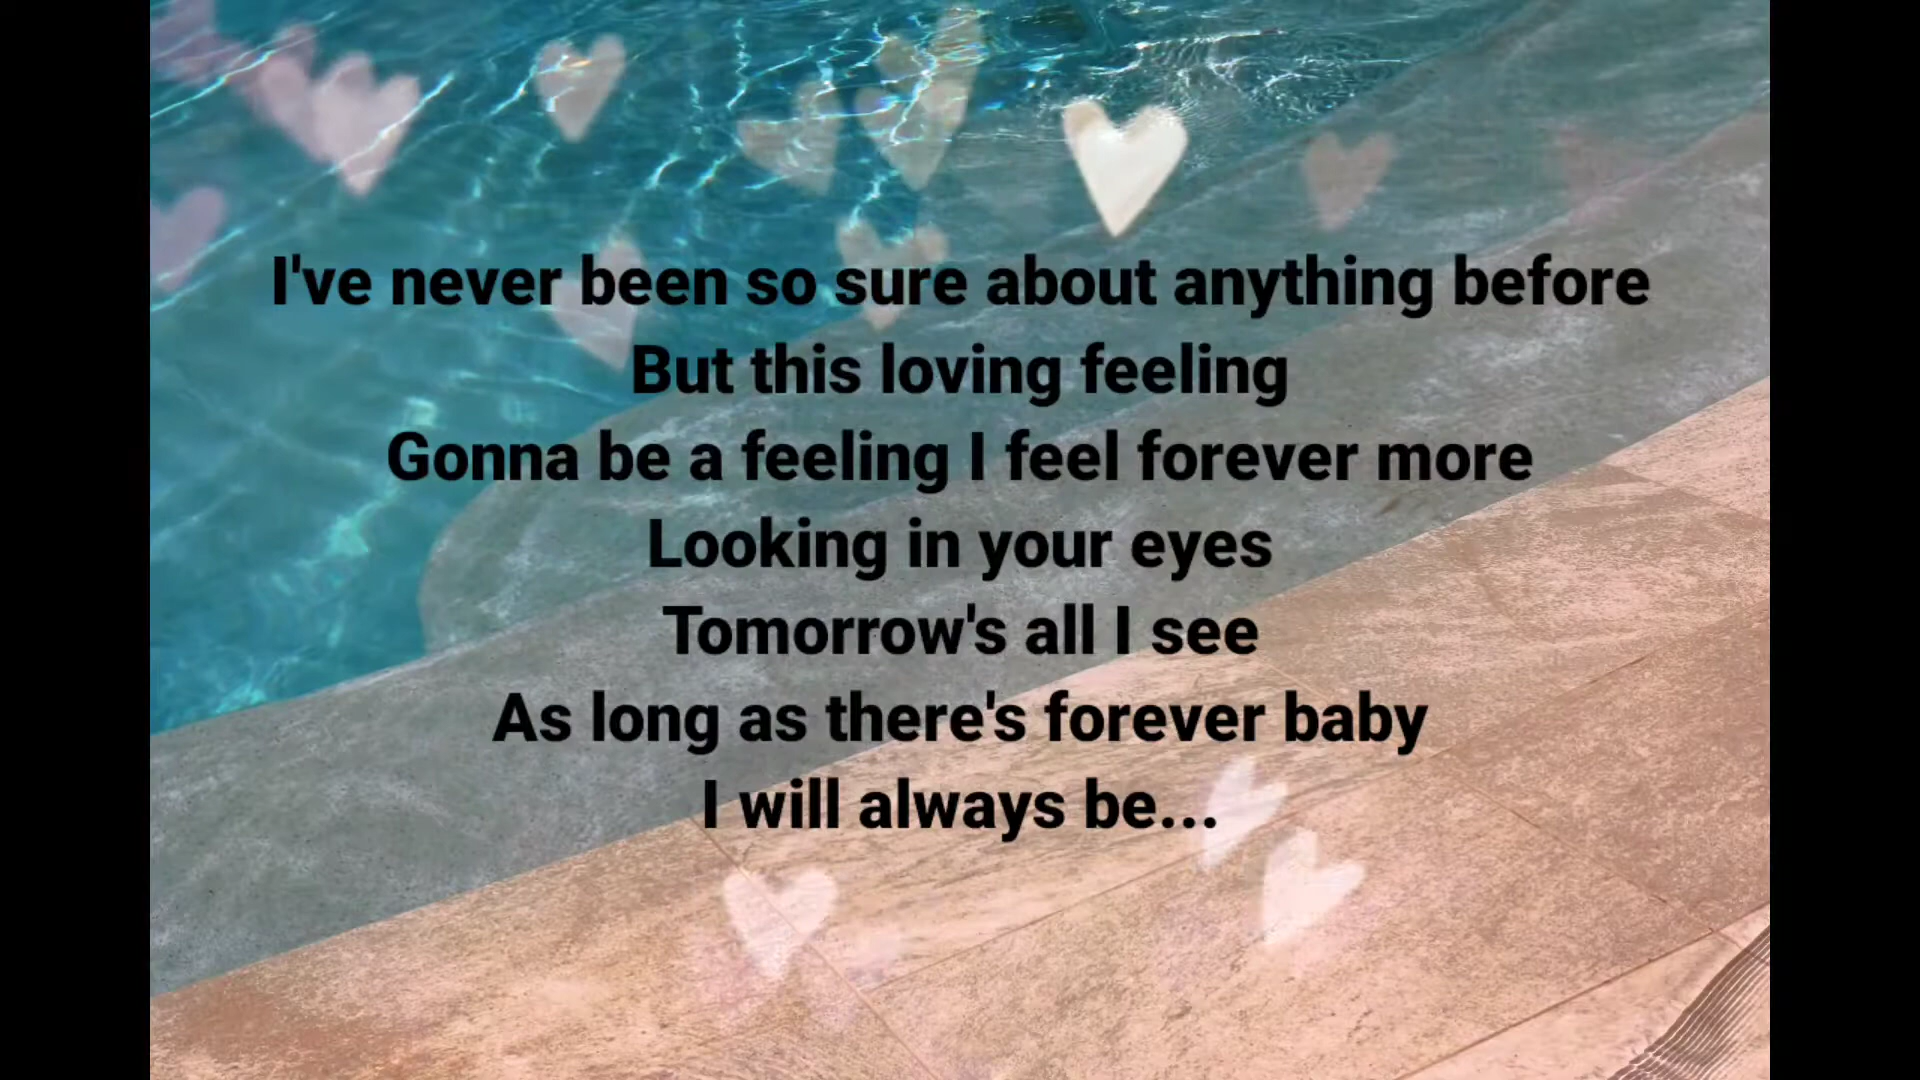 I've never been so sure about anything before
But this loving feeling
Gonna be a feeling I feel forever more
Looking in your eyes
Tomorrow's all I see
As long as there's forever baby
I will always be...